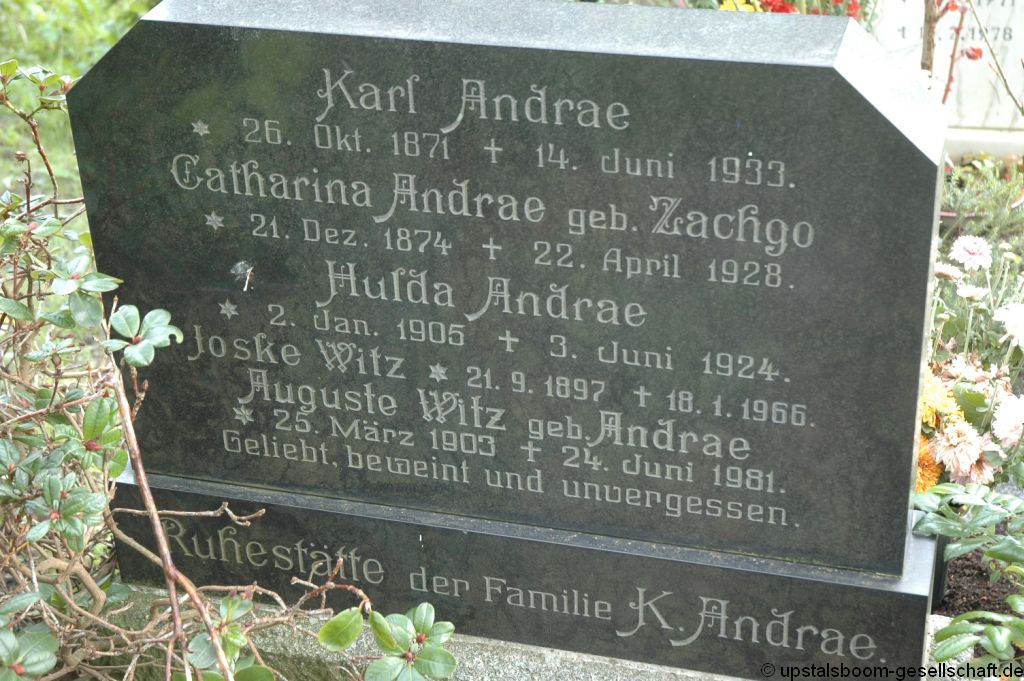 Karl Andrae
* 26. Okt. 1871 + 14. Juni 1933.
Catharina Andrae geb. Zachgo
* 21. Dez. 1874 + 22. April 1928.
Hulda Andrae
* 2. Jan. 1905 + 3. Juni 1924.
Joske Witz * 21. 9. 1897 + 18. 1. 1966.
Auguste Witz geb. Andrae
* 25. März 1903 + 24. Juni 1981.
Geliebt, beweint und unvergessen.
Ruhestätte der Familie K. Andrae.
1978
© upstalsboom-gesellschaft.de